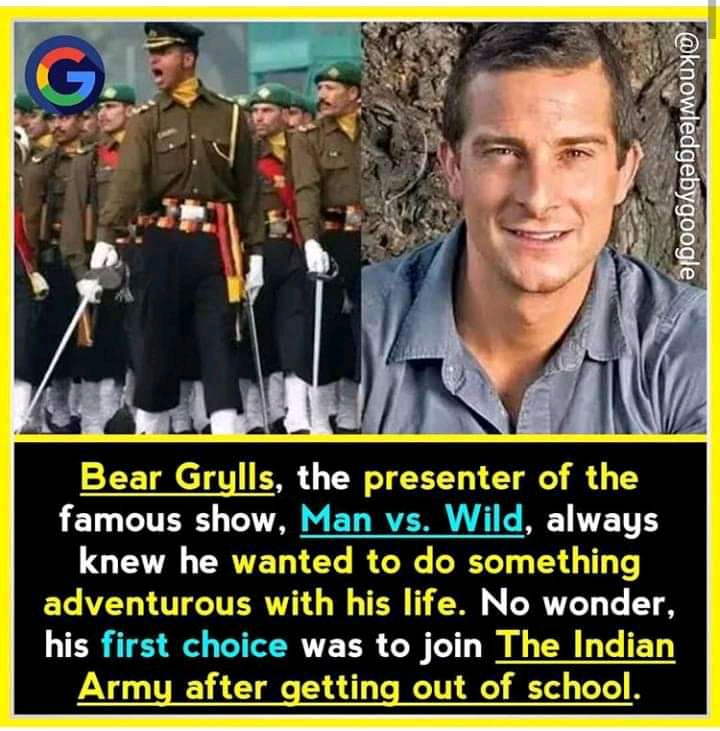 G
@knowledgebygoogle
Bear Grylls, the presenter of the
famous show, Man vs. Wild, always
knew he wanted to do something
adventurous with his life. No wonder,
his first choice was to join The Indian
Army after getting out of school.